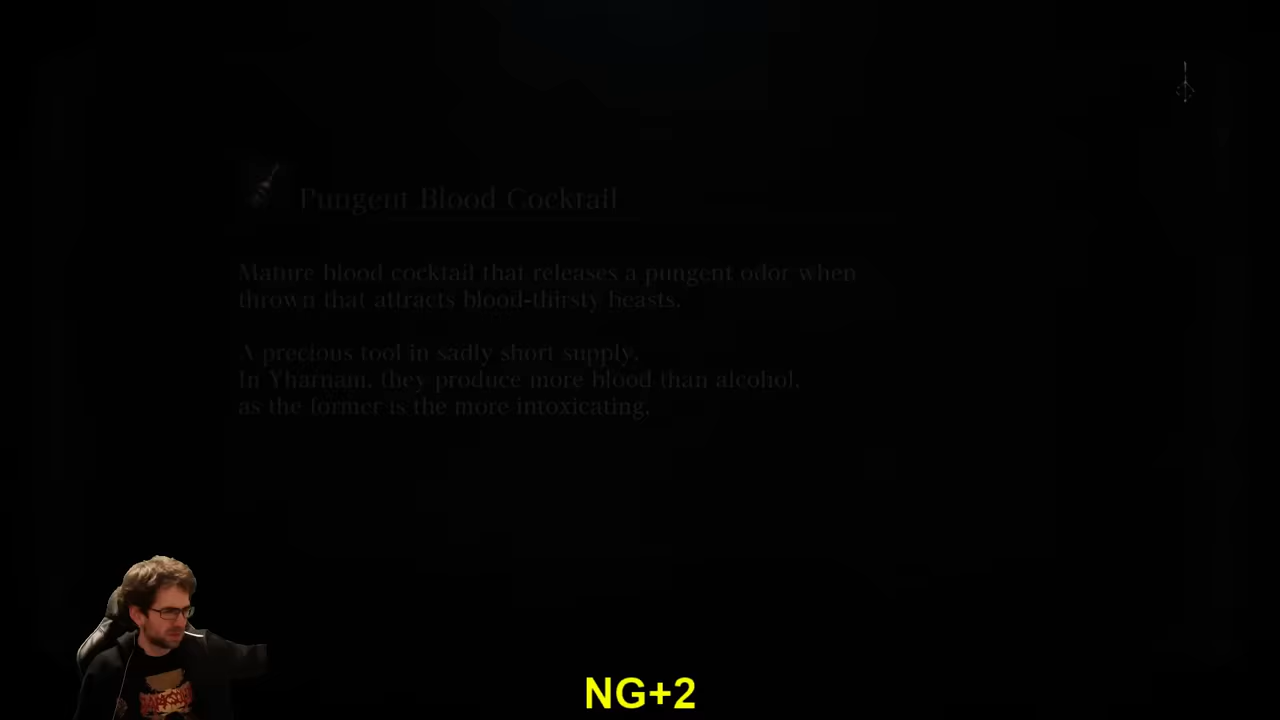 Pungent Blood Cocktail
Mature blood cocktail that releases a pungent odor when
thrown that attracts blood-thirsty beasts.
A precious tool in sadly short supply.
In Yharnam, they produce more blood than alcohol,
as the former is the more intoxicating.
NG+2